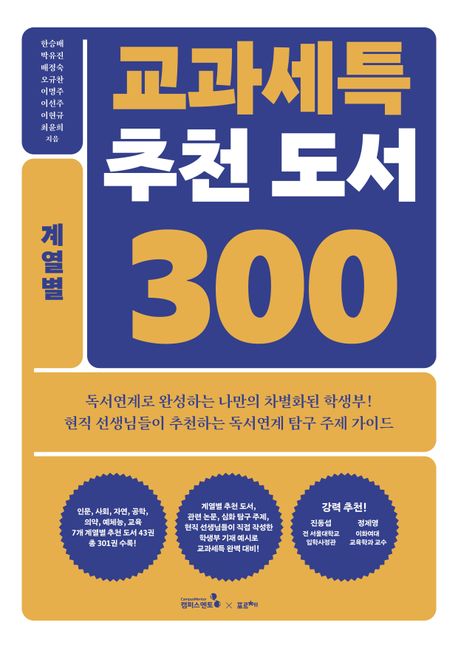 한승배
박유진
배정숙
오규찬
이명주
이선주
이현규
최윤희
지음
교과세특
추천 도서
300
계열별
독서연계로 완성하는 나만의 차별화된 학생부!
현직 선생님들이 추천하는 독서연계 탐구 주제 가이드
인문, 사회, 자연, 공학,
의약, 예체능, 교육
7개 계열별 추천 도서 43권
총 301권 수록!
계열별 추천 도서,
관련 논문, 심화 탐구 주제,
현직 선생님들이 직접 작성한
학생부 기재 예시로
교과세특 완벽 대비!
강력 추천!
진동섭
전 서울대학교
입학사정관
정제영
이화여대
교육학과 교수
CampusMentor
캠퍼스멘토 ×